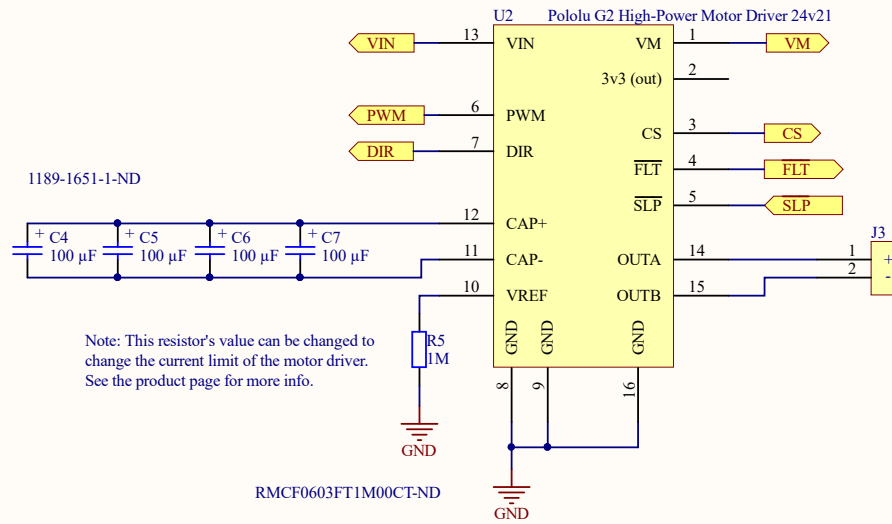 U2
Pololu G2 High-Power Motor Driver 24v21
VIN
13
VIN
VM
1
VM
3v3 (out)
2
PWM
6
PWM
DIR
7
DIR
CS
3
CS
FLT
4
FLT
SLP
5
SLP
1189-1651-1-ND
12
CAP+
+ C4
100 µF
+ C5
100 µF
+ C6
100 µF
+ C7
100 µF
11
CAP-
OUTA
14
1
+
J3
10
VREF
OUTB
15
2
-
Note: This resistor's value can be changed to
change the current limit of the motor driver.
See the product page for more info.
R5
1M
GND
GND
GND
8
9
16
GND
RMCF0603FT1M00CT-ND
GND